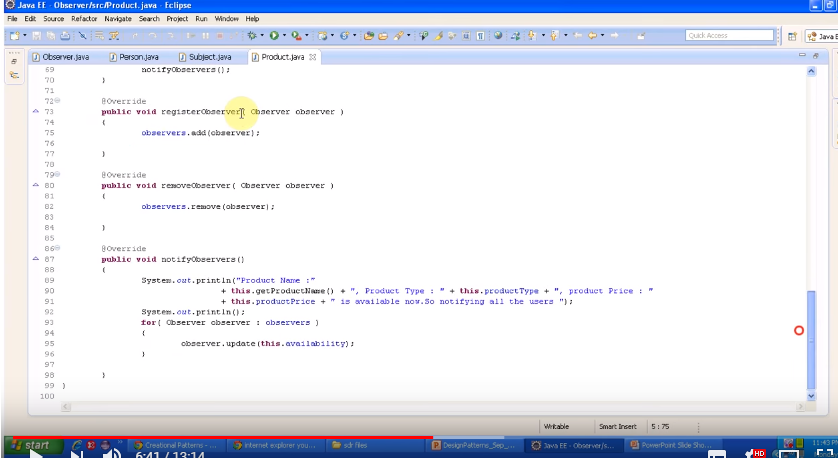 Java EE - Observer/src/Product.java - Eclipse
File Edit Source Refactor Navigate Search Project Run Window Help
Quick Access
Java E
Observer.java Person.java Subject.java Product.java
69 notifyObservers();
70 }
71
72 @Override
73 public void registerObserver( Observer observer )
74 {
75 observers.add(observer);
76
77 }
78
79 @Override
80 public void removeObserver( Observer observer )
81 {
82 observers.remove(observer);
83
84 }
85
86 @Override
87 public void notifyObservers()
88 {
89 System.out.println("Product Name :"
90 + this.getProductName() + ", Product Type : " + this.productType + ", product Price : "
91 + this.productPrice + " is available now.So notifying all the users ");
92 System.out.println();
93 for( Observer observer : observers )
94 {
95 observer.update(this.availability);
96 }
97
98 }
99 }
100
Writable Smart Insert 5 : 75
start Creational Patterns - ... internet explorer you... sdr files DesignPatterns_Sep_... Java EE - Observer/s... PowerPoint Slide Sho... 11:43 PM
6:41 / 13:14 HD